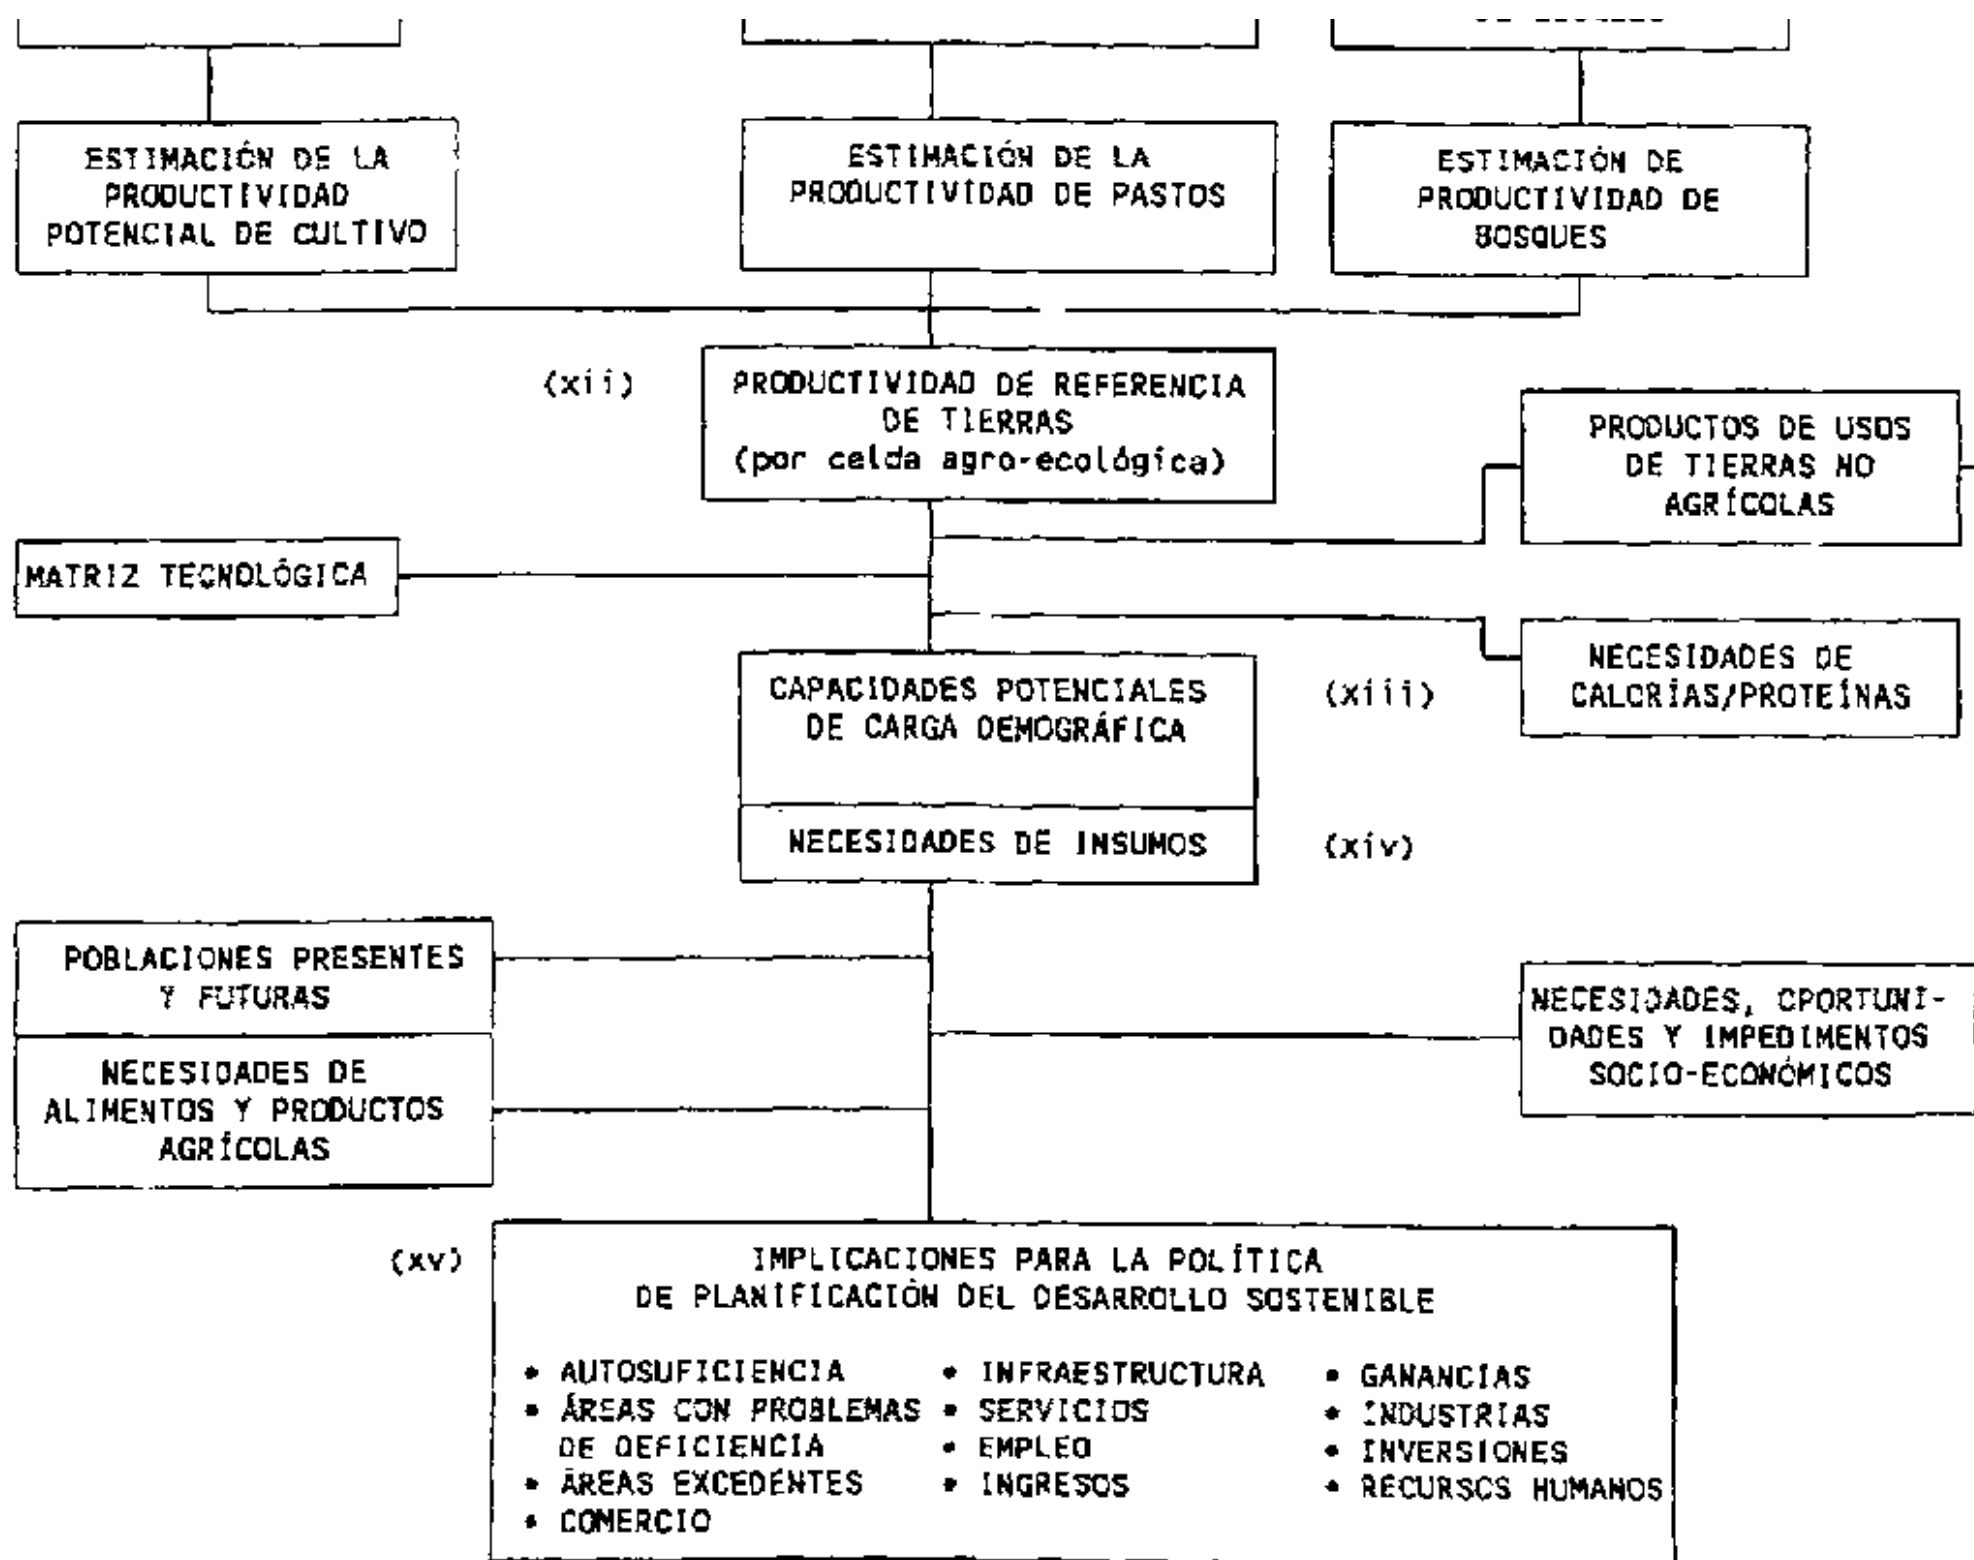 ESTIMACIÓN DE LA
PRODUCTIVIDAD
POTENCIAL DE CULTIVO
ESTIMACIÓN DE LA
PRODUCTIVIDAD DE PASTOS
ESTIMACIÓN DE
PRODUCTIVIDAD DE
BOSQUES
(xii)
PRODUCTIVIDAD DE REFERENCIA
DE TIERRAS
(por celda agro-ecológica)
PRODUCTOS DE USOS
DE TIERRAS NO
AGRÍCOLAS
MATRIZ TECNOLÓGICA
CAPACIDADES POTENCIALES
DE CARGA DEMOGRÁFICA
(xiii)
NECESIDADES DE
CALORÍAS/PROTEÍNAS
NECESIDADES DE INSUMOS
(xiv)
POBLACIONES PRESENTES
Y FUTURAS
NECESIDADES DE
ALIMENTOS Y PRODUCTOS
AGRÍCOLAS
NECESIDADES, OPORTUNI-
DADES Y IMPEDIMENTOS
SOCIO-ECONÓMICOS
(xv)
IMPLICACIONES PARA LA POLÍTICA
DE PLANIFICACIÓN DEL DESARROLLO SOSTENIBLE
• AUTOSUFICIENCIA
• ÁREAS CON PROBLEMAS
DE DEFICIENCIA
• ÁREAS EXCEDENTES
• COMERCIO
• INFRAESTRUCTURA
• SERVICIOS
• EMPLEO
• INGRESOS
• GANANCIAS
• INDUSTRIAS
• INVERSIONES
• RECURSOS HUMANOS